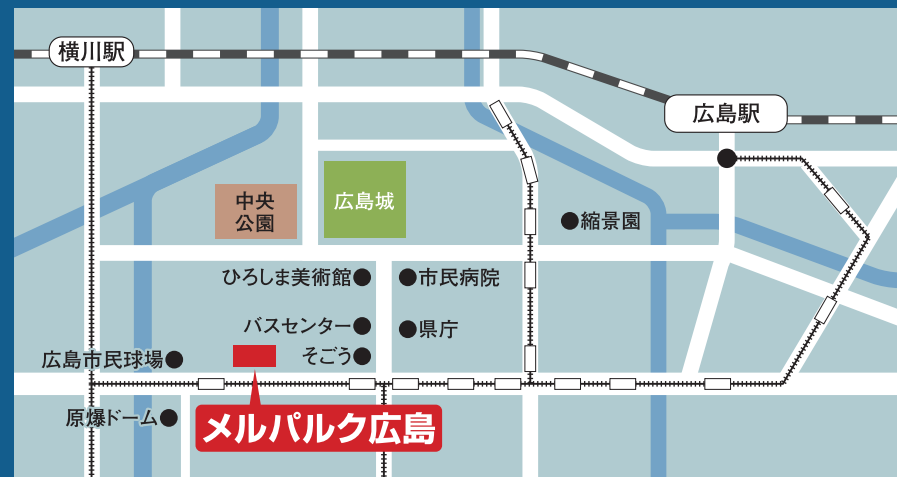 横川駅
広島駅
中央
公園
広島城
縮景園
ひろしま美術館
市民病院
バスセンター
県庁
広島市民球場
そごう
原爆ドーム
メルパルク広島